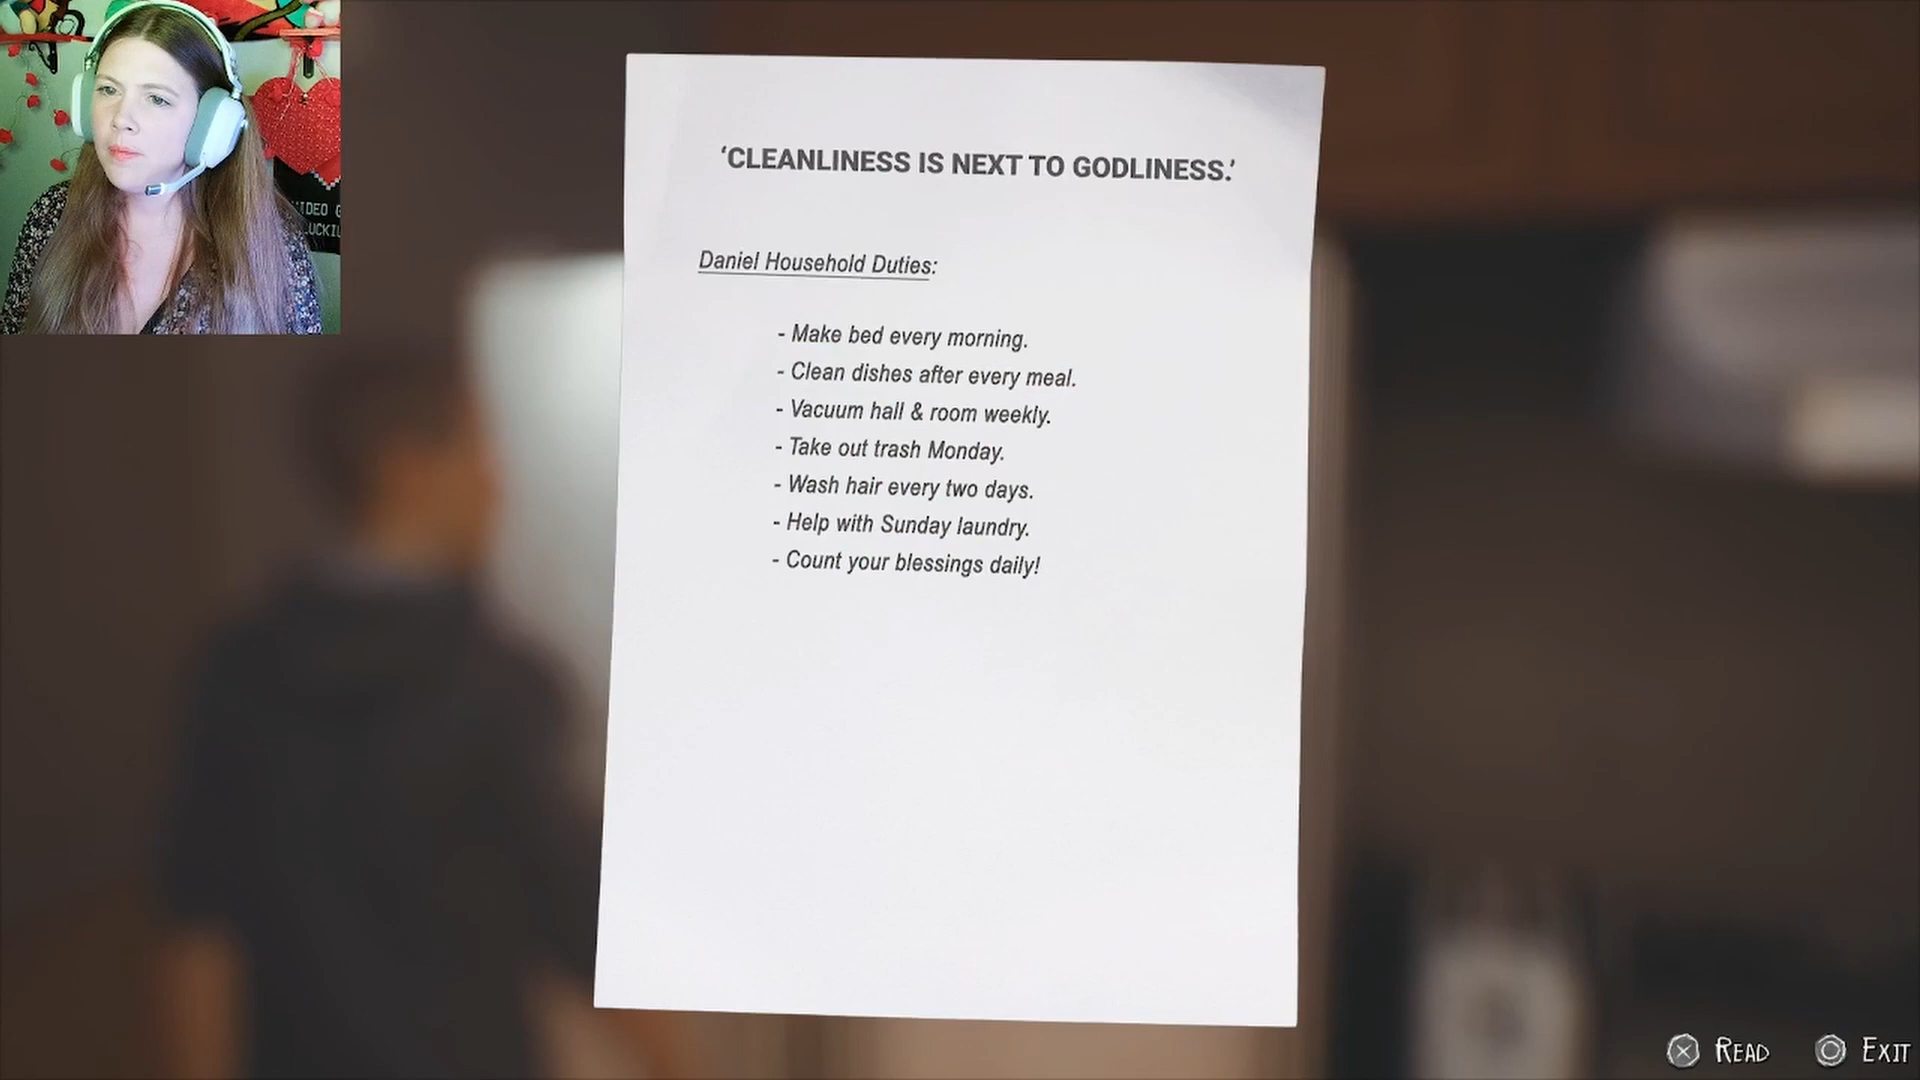 ‘CLEANLINESS IS NEXT TO GODLINESS.’
Daniel Household Duties:
- Make bed every morning.
- Clean dishes after every meal.
- Vacuum hall & room weekly.
- Take out trash Monday.
- Wash hair every two days.
- Help with Sunday laundry.
- Count your blessings daily!
READ
EXIT